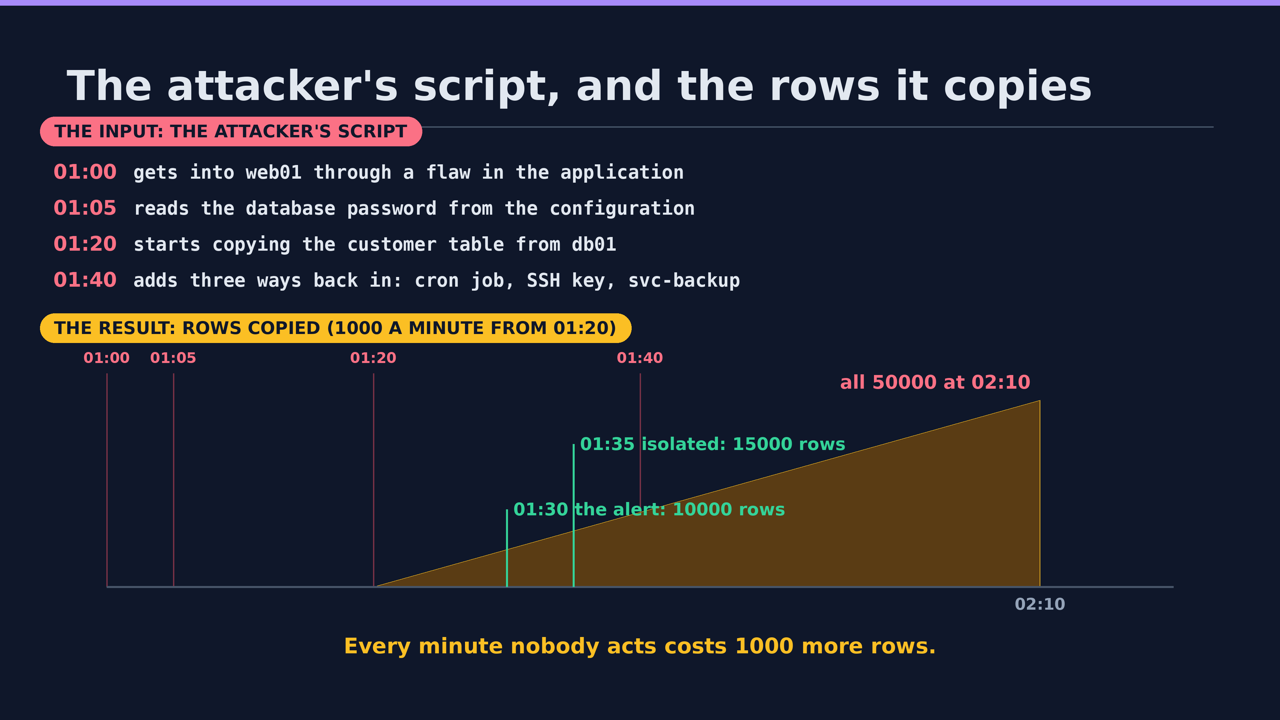 The attacker's script, and the rows it copies
THE INPUT: THE ATTACKER'S SCRIPT
01:00 gets into web01 through a flaw in the application
01:05 reads the database password from the configuration
01:20 starts copying the customer table from db01
01:40 adds three ways back in: cron job, SSH key, svc-backup
THE RESULT: ROWS COPIED (1000 A MINUTE FROM 01:20)
01:00 01:05 01:20 01:40
all 50000 at 02:10
01:35 isolated: 15000 rows
01:30 the alert: 10000 rows
02:10
Every minute nobody acts costs 1000 more rows.